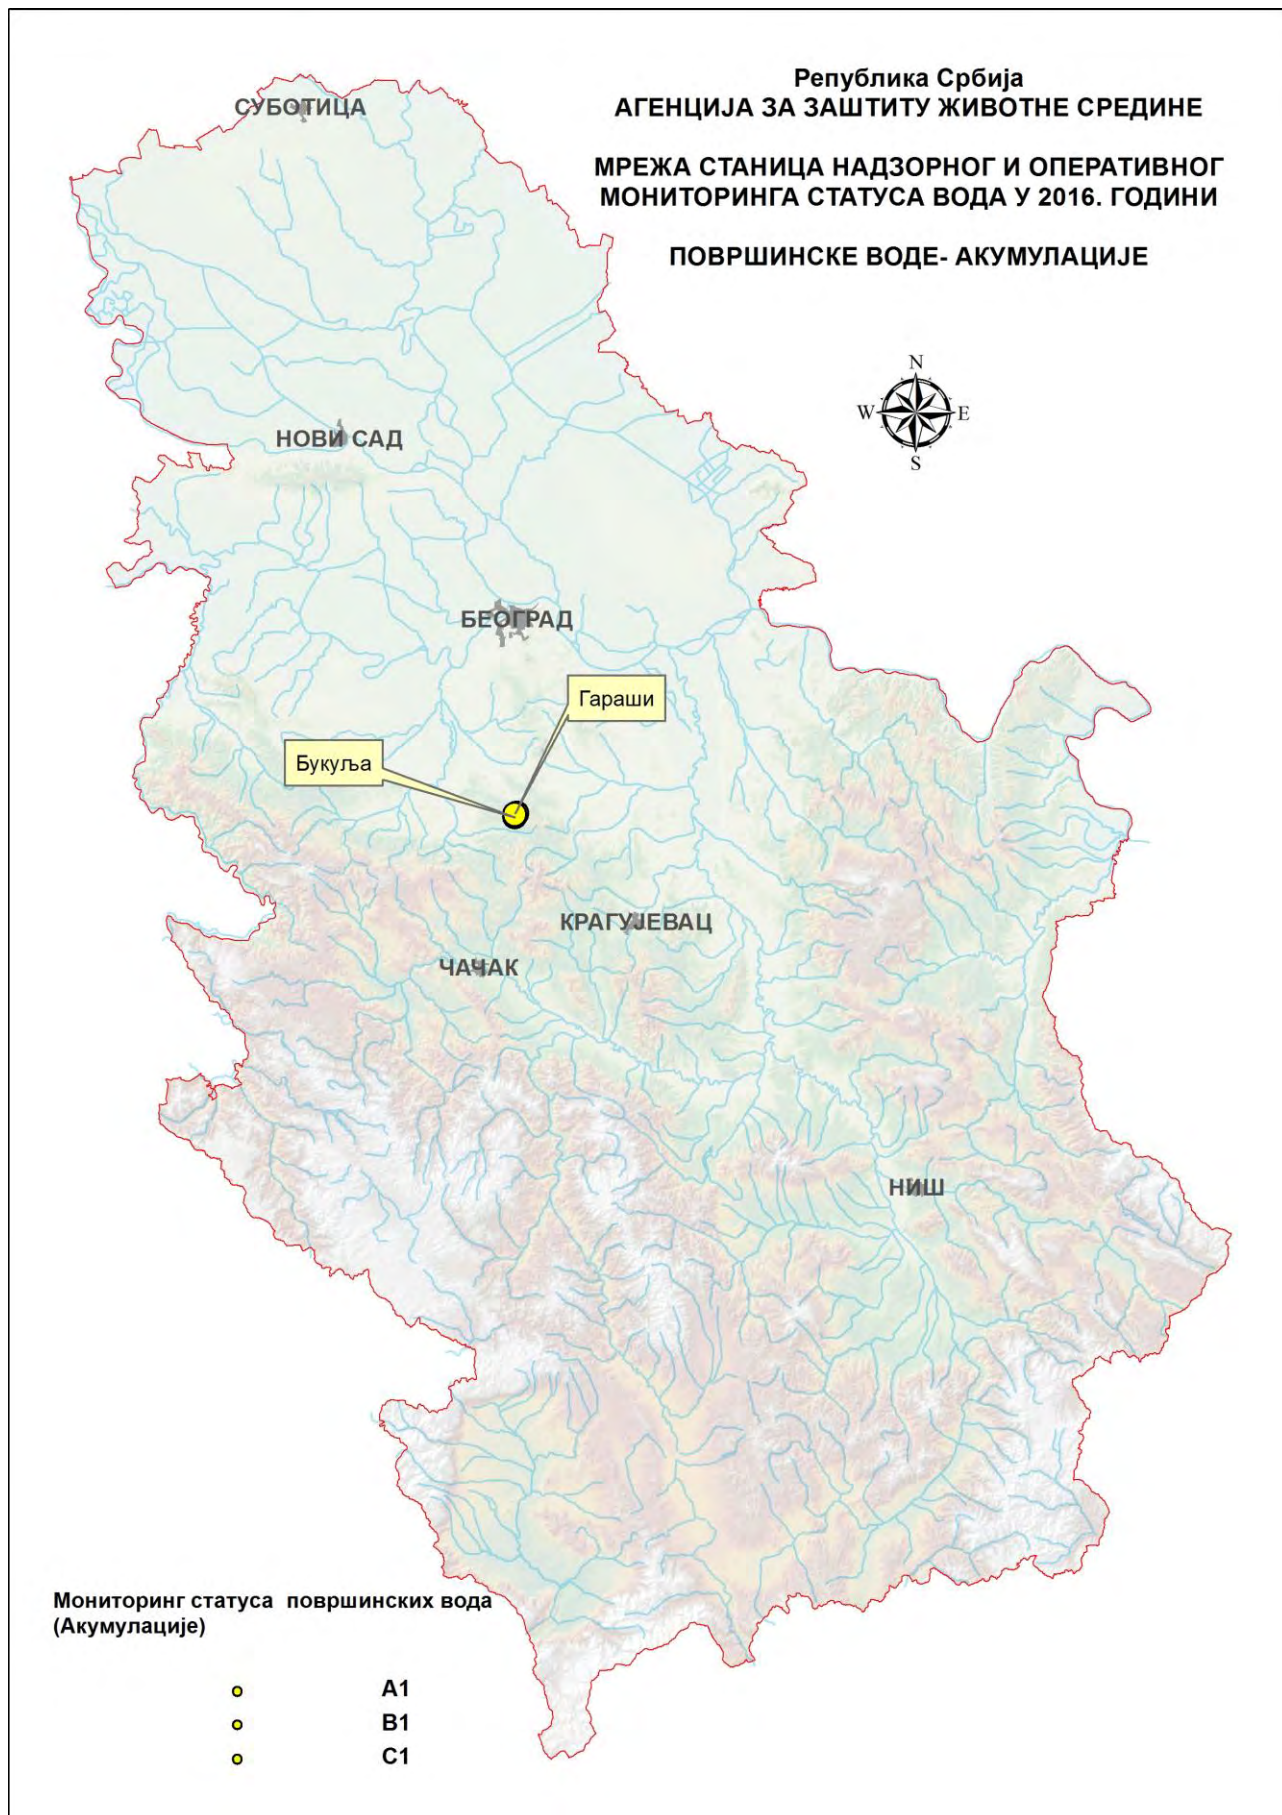 Република Србија
АГЕНЦИЈА ЗА ЗАШТИТУ ЖИВОТНЕ СРЕДИНЕ
МРЕЖА СТАНИЦА НАДЗОРНОГ И ОПЕРАТИВНОГ
МОНИТОРИНГА СТАТУСА ВОДА У 2016. ГОДИНИ
ПОВРШИНСКЕ ВОДЕ- АКУМУЛАЦИЈЕ
СУБОТИЦА
N
W E
S
НОВИ САД
БЕОГРАД
Гараши
Букуља
КРАГУЈЕВАЦ
ЧАЧАК
НИШ
Мониторинг статуса површинских вода
(Акумулације)
A1
B1
C1